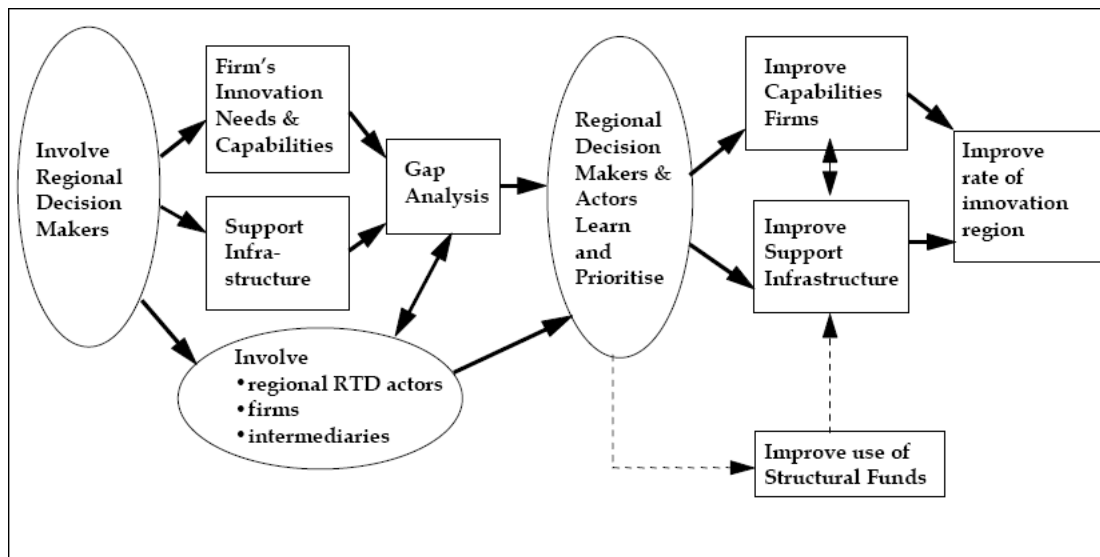 Involve
Regional
Decision
Makers
Firm's
Innovation
Needs &
Capabilities
Support
Infra-
structure
Gap
Analysis
Involve
•regional RTD actors
•firms
•intermediaries
Regional
Decision
Makers &
Actors
Learn
and
Prioritise
Improve
Capabilities
Firms
Improve
Support
Infrastructure
Improve use of
Structural Funds
Improve
rate of
innovation
region